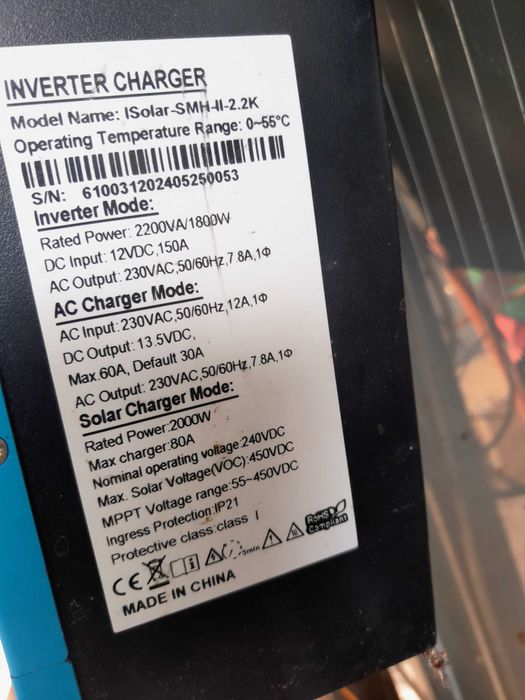 INVERTER CHARGER
Model Name: ISolar-SMH-II-2.2K
Operating Temperature Range: 0~55°C
S/N: 610031202405250053
Inverter Mode:
Rated Power: 2200VA/1800W
DC Input: 12VDC,150A
AC Output: 230VAC,50/60Hz,7.8A,1Φ
AC Charger Mode:
AC Input: 230VAC,50/60Hz,12A,1Φ
DC Output: 13.5VDC,
Max.60A, Default 30A
AC Output: 230VAC,50/60Hz,7.8A,1Φ
Solar Charger Mode:
Rated Power:2000W
Max charger:80A
Nominal operating voltage:240VDC
Max. Solar Voltage(VOC):450VDC
MPPT Voltage range:55~450VDC
Ingress Protection:IP21
Protective class:class I
CE 5min RoHS
Compliant
MADE IN CHINA